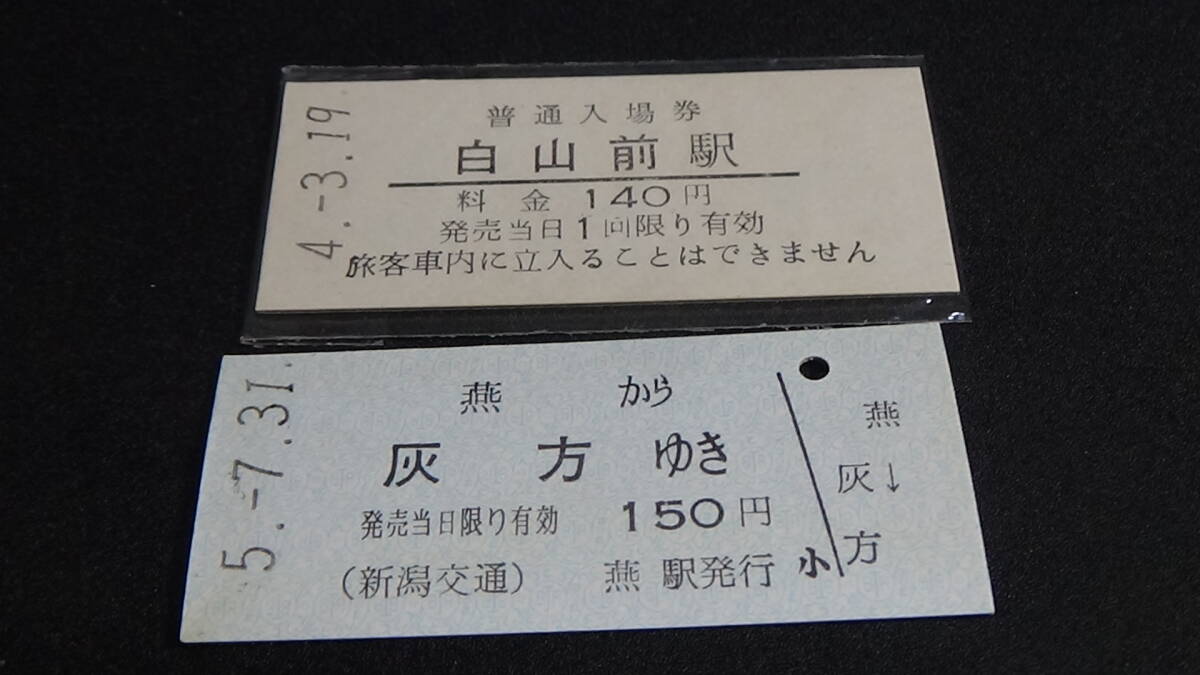 4.-3.19
普通入場券
白山前駅
料金 140円
発売当日1回限り有効
旅客車内に立入ることはできません
5.-7.31.
燕 から
灰方 ゆき
発売当日限り有効 150円
(新潟交通) 燕駅発行
小
燕
↓
灰方